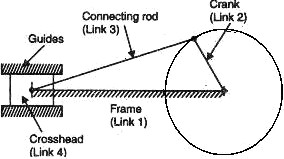 Connecting rod
(Link 3)
Crank
(Link 2)
Guides
Frame
(Link 1)
Crosshead
(Link 4)